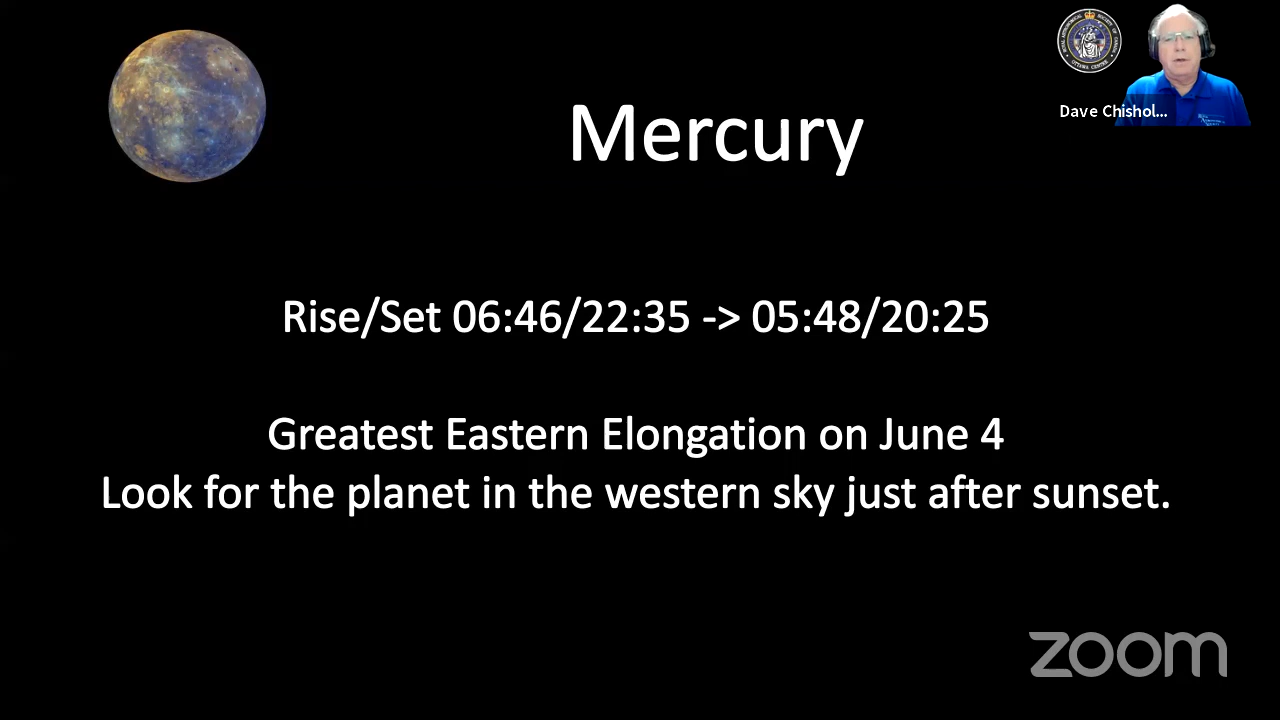 Mercury
Dave Chishol...
Rise/Set 06:46/22:35 -> 05:48/20:25
Greatest Eastern Elongation on June 4
Look for the planet in the western sky just after sunset.
zoom